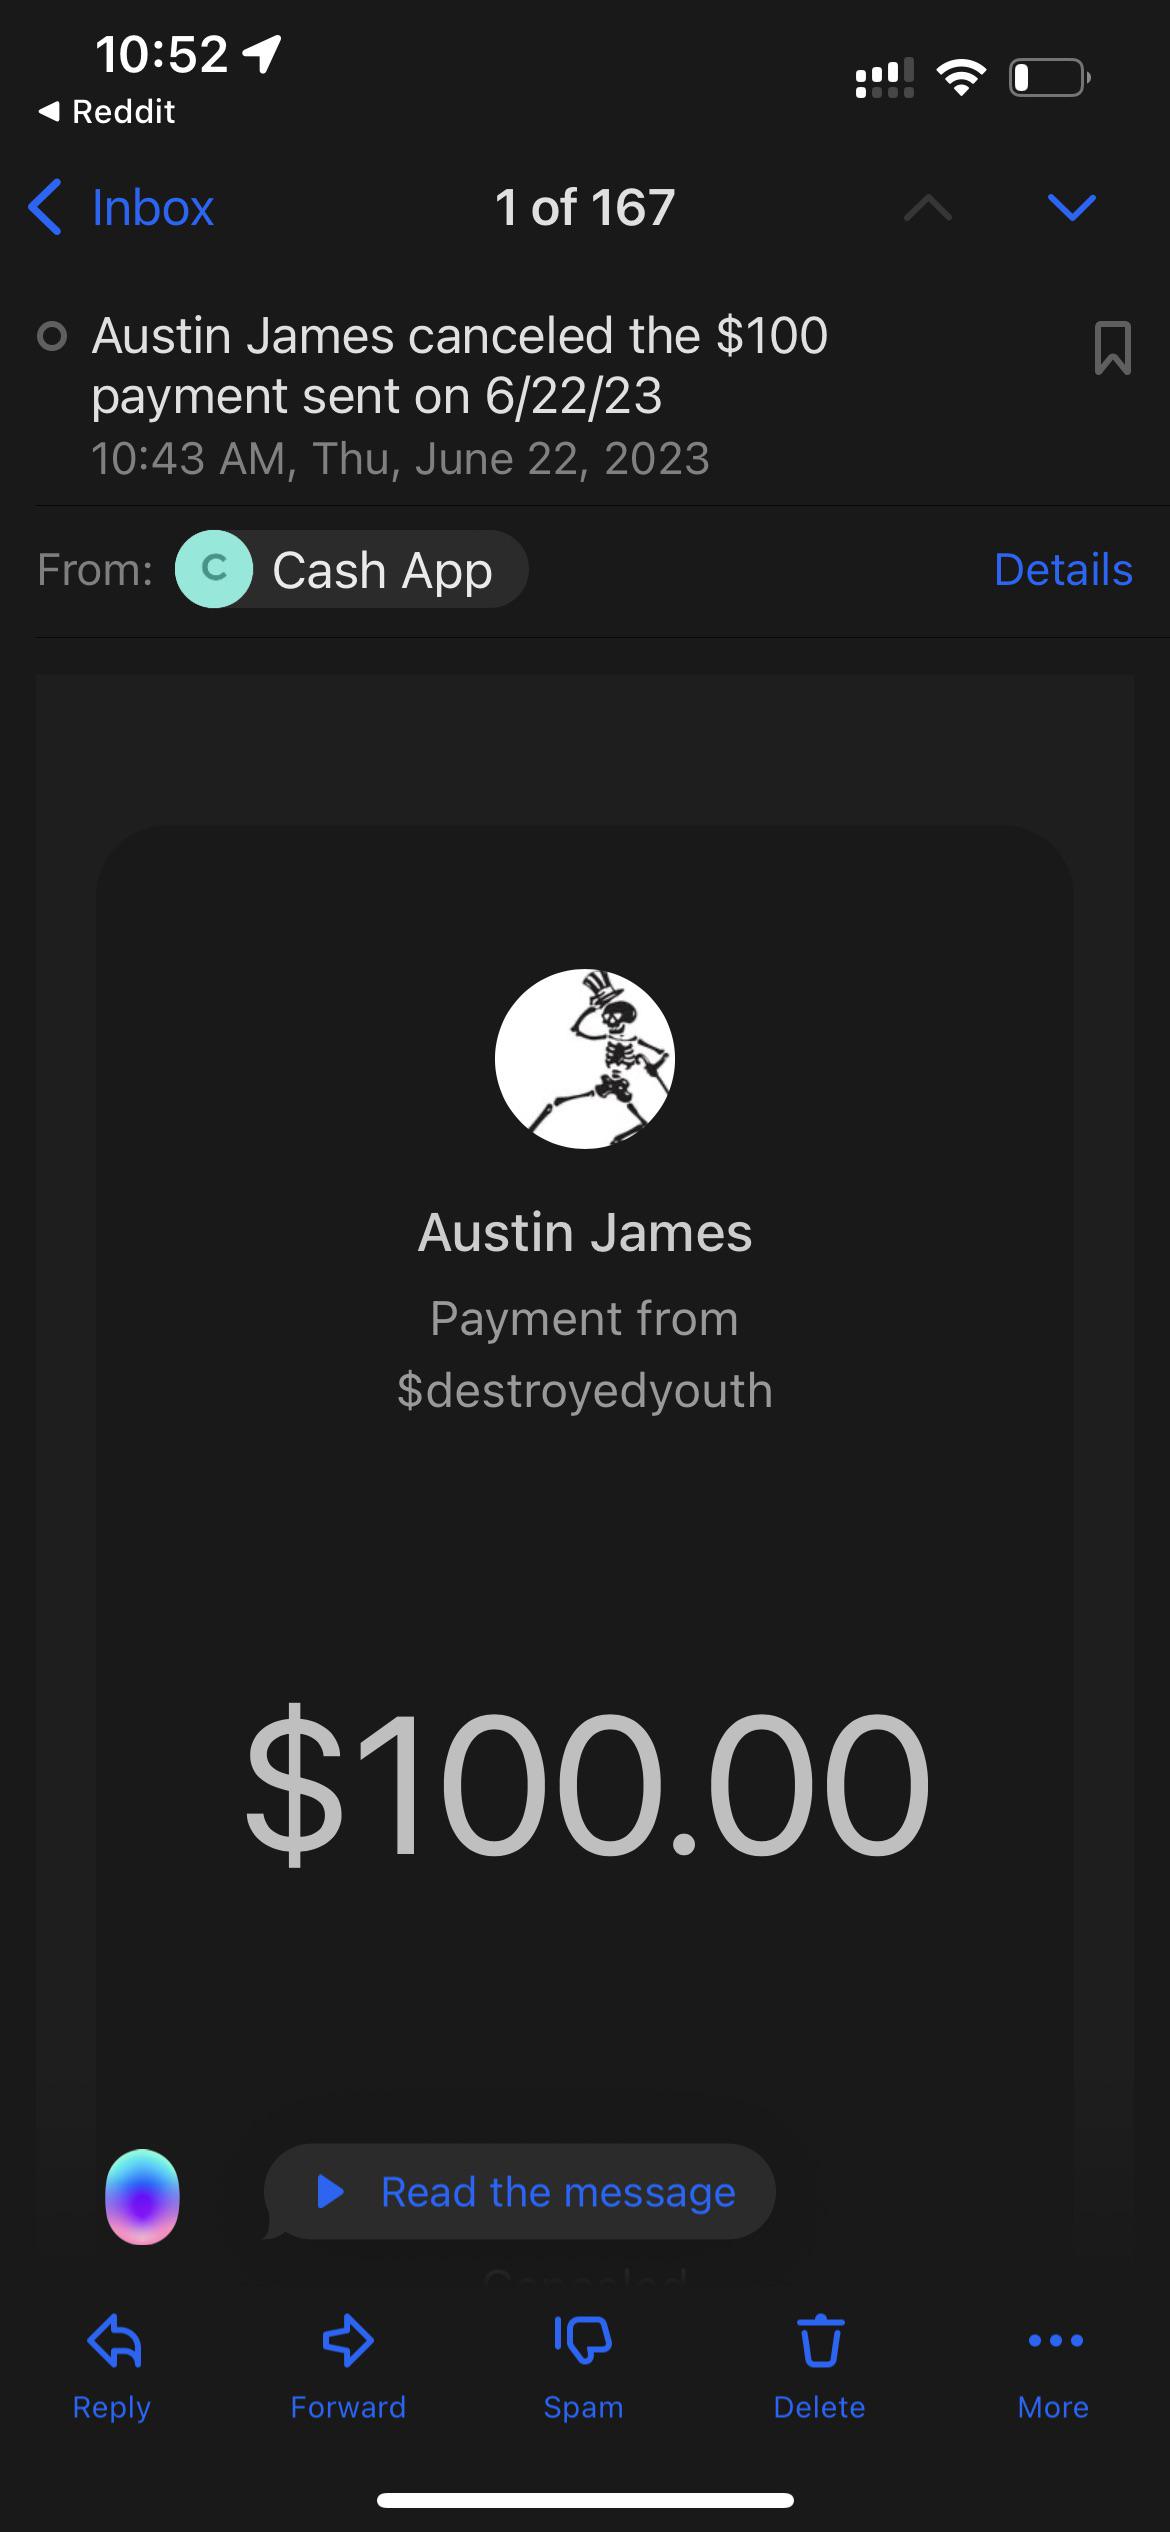 10:52
Reddit
Inbox
1 of 167
Austin James canceled the $100
payment sent on 6/22/23
10:43 AM, Thu, June 22, 2023
From:
C
Cash App
Details
Austin James
Payment from
$destroyedyouth
$100.00
Read the message
Canceled
Reply
Forward
Spam
Delete
More